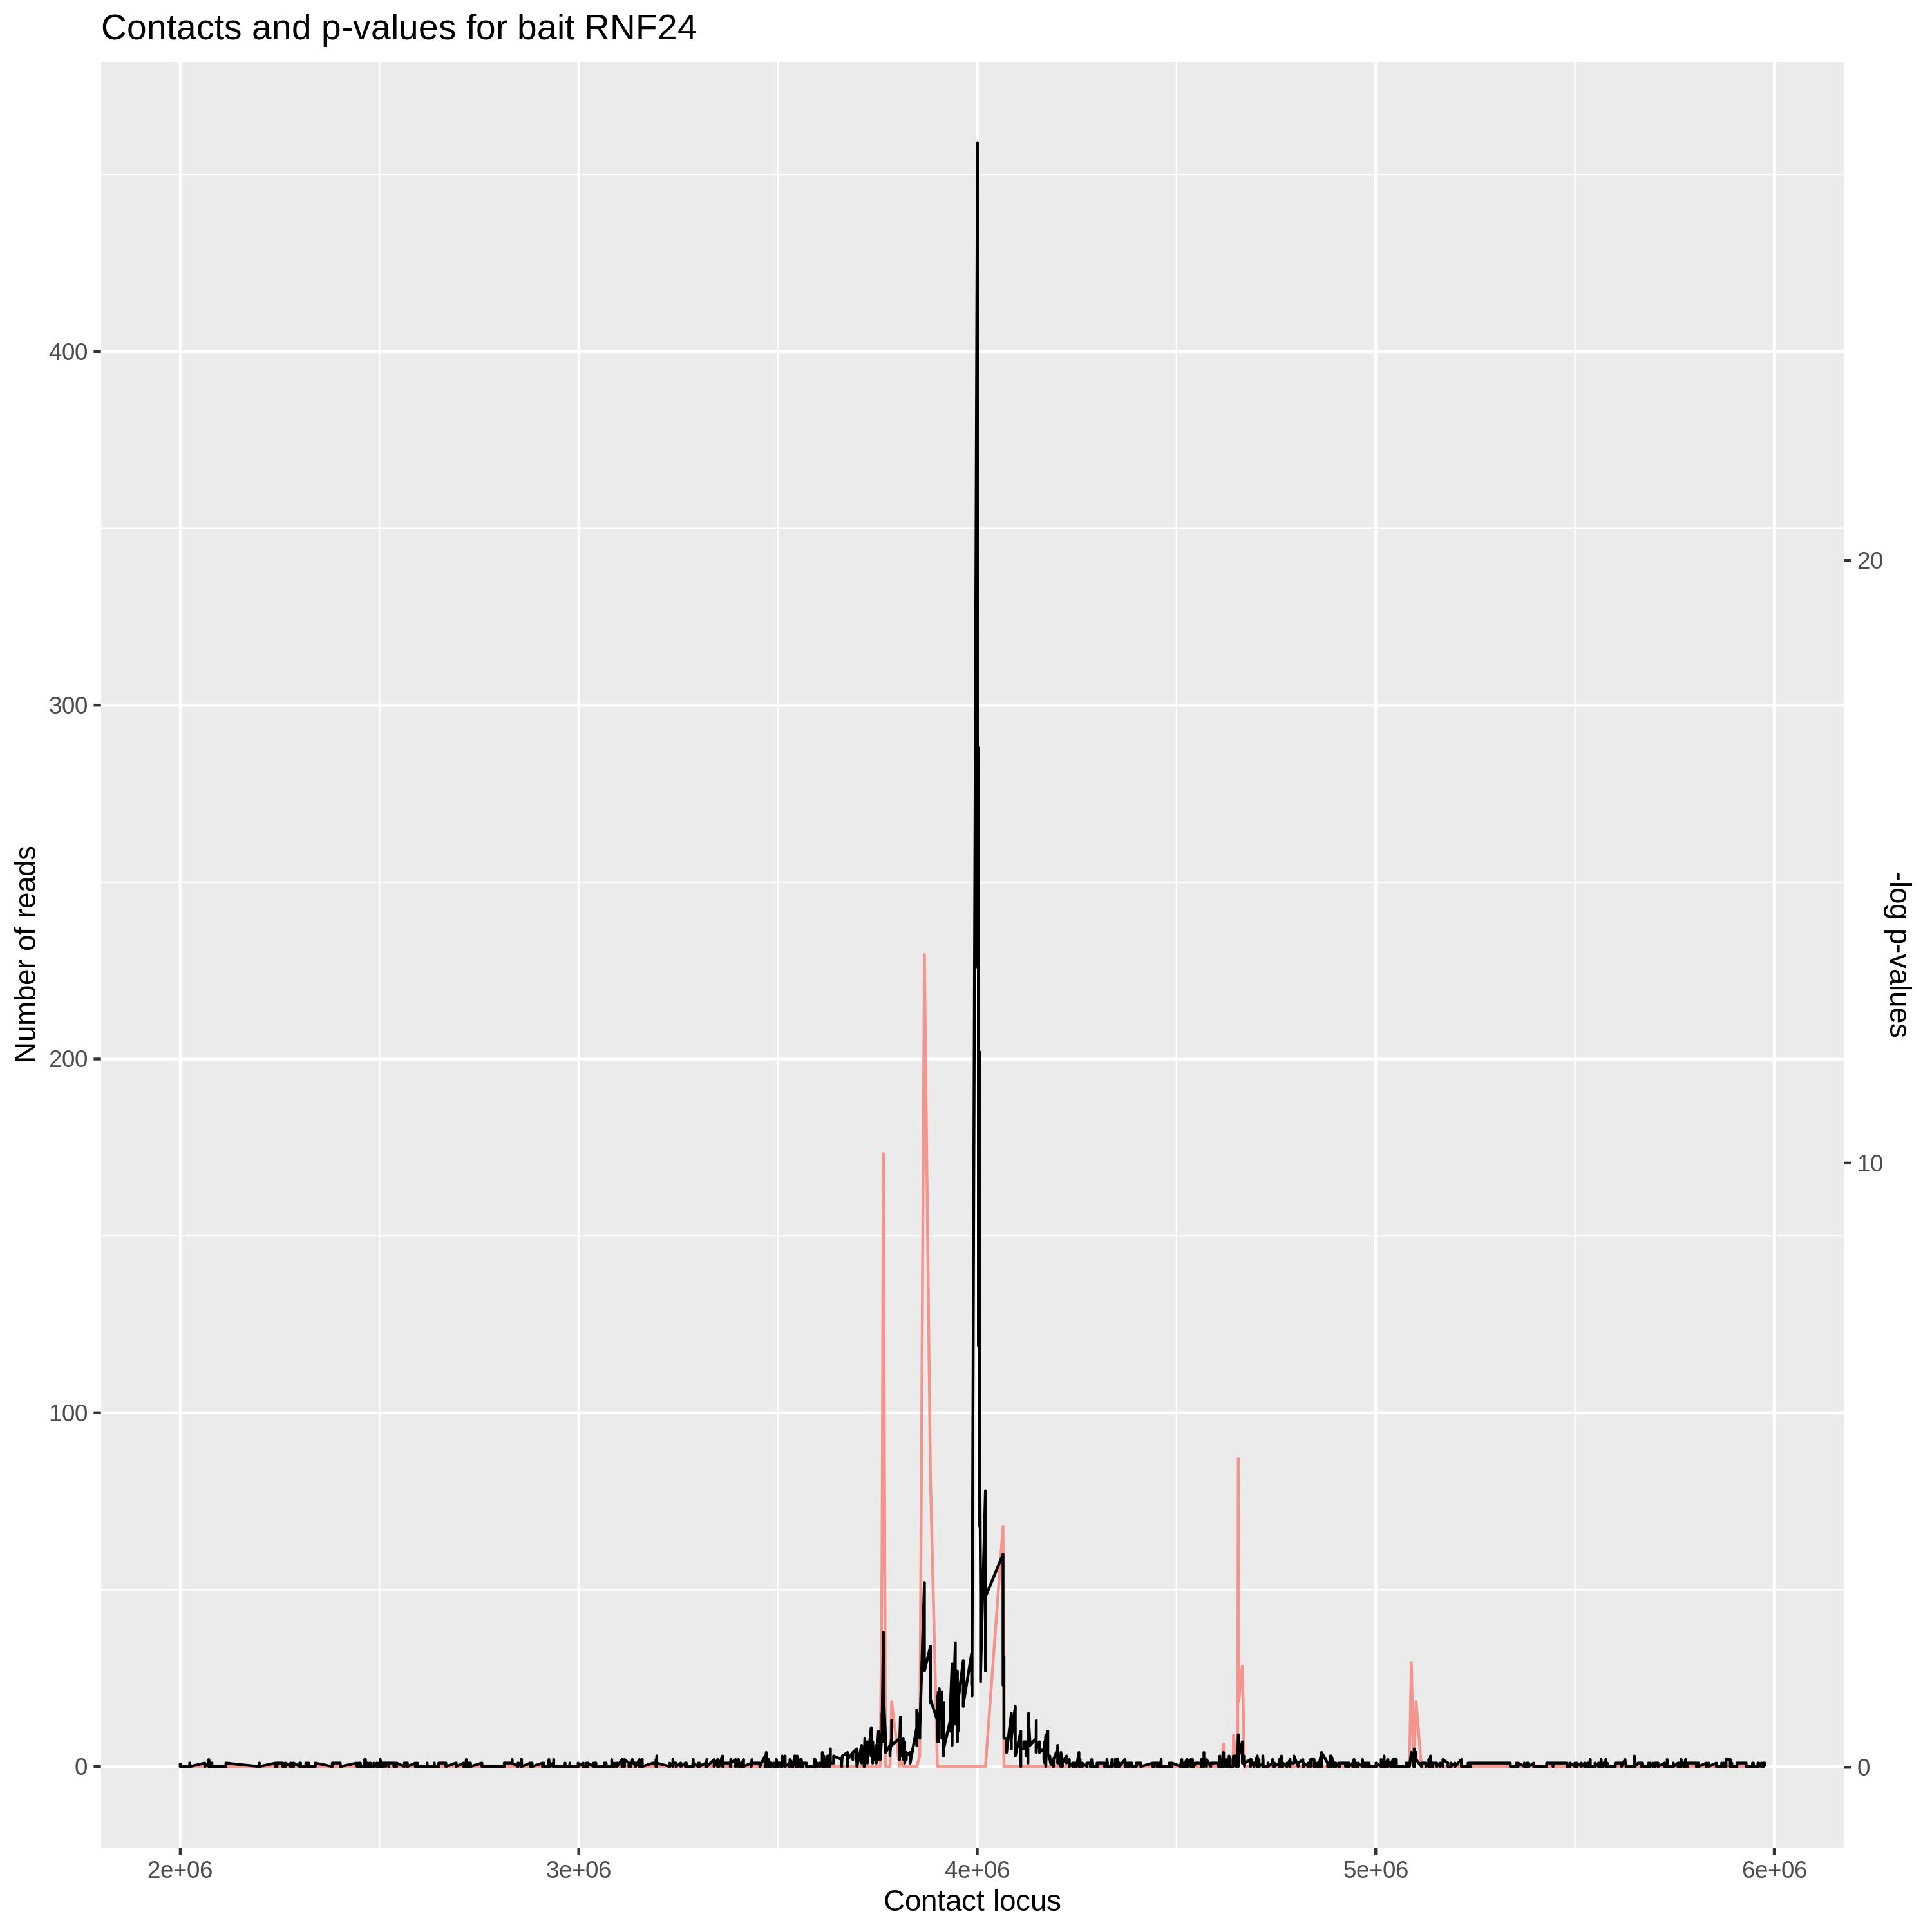 Contacts and p-values for bait RNF24
Number of reads
400
300
200
100
0
20
10
0
-log p-values
2e+06
3e+06
4e+06
5e+06
6e+06
Contact locus